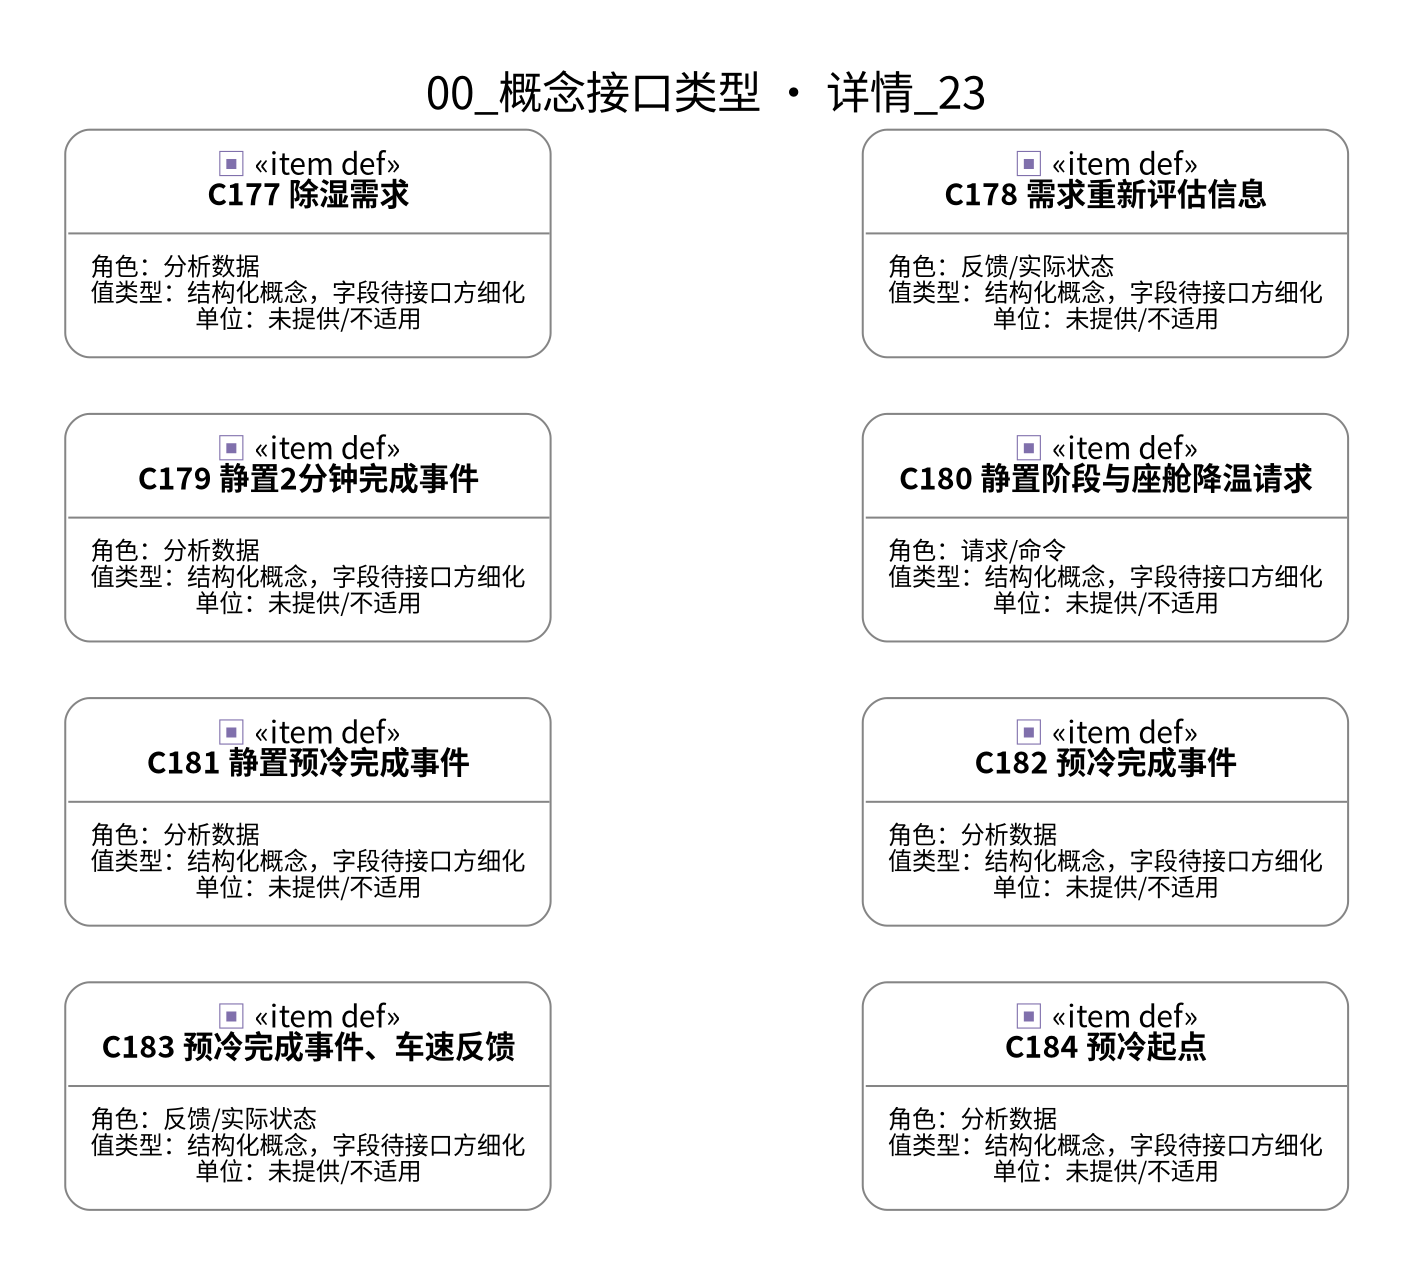 00_概念接口类型 · 详情_23
«item def»
C177 除湿需求
角色：分析数据
值类型：结构化概念，字段待接口方细化
单位：未提供/不适用
«item def»
C178 需求重新评估信息
角色：反馈/实际状态
值类型：结构化概念，字段待接口方细化
单位：未提供/不适用
«item def»
C179 静置2分钟完成事件
角色：分析数据
值类型：结构化概念，字段待接口方细化
单位：未提供/不适用
«item def»
C180 静置阶段与座舱降温请求
角色：请求/命令
值类型：结构化概念，字段待接口方细化
单位：未提供/不适用
«item def»
C181 静置预冷完成事件
角色：分析数据
值类型：结构化概念，字段待接口方细化
单位：未提供/不适用
«item def»
C182 预冷完成事件
角色：分析数据
值类型：结构化概念，字段待接口方细化
单位：未提供/不适用
«item def»
C183 预冷完成事件、车速反馈
角色：反馈/实际状态
值类型：结构化概念，字段待接口方细化
单位：未提供/不适用
«item def»
C184 预冷起点
角色：分析数据
值类型：结构化概念，字段待接口方细化
单位：未提供/不适用